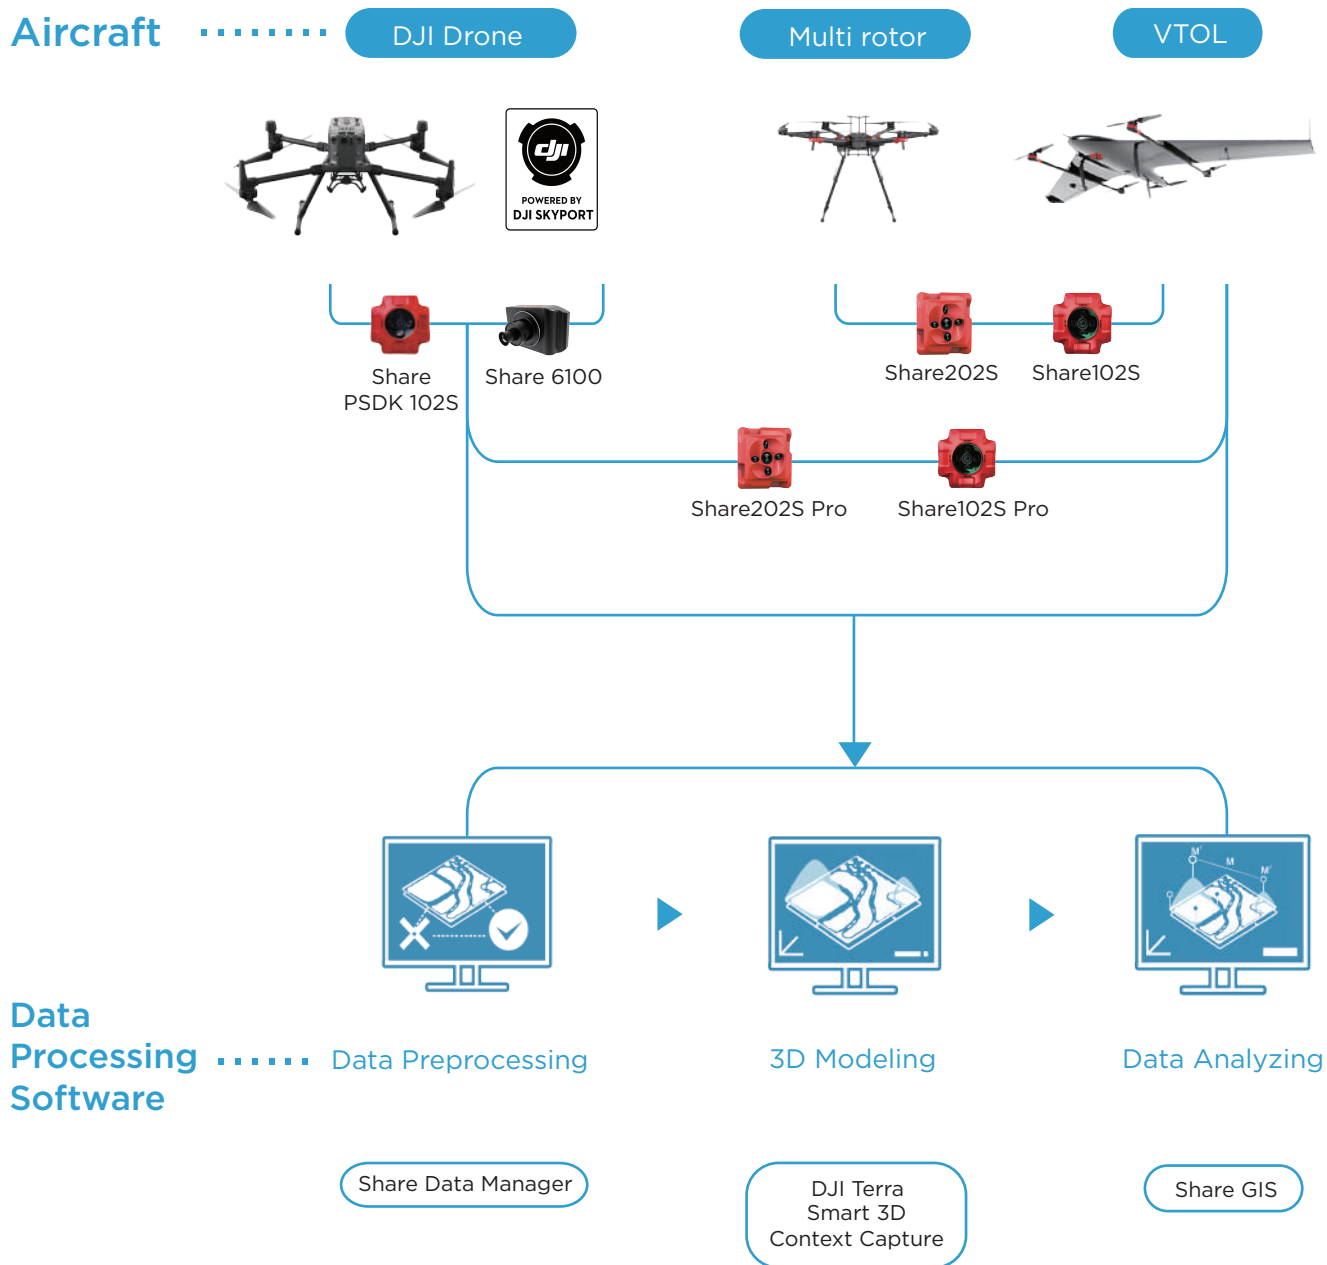 Aircraft
DJI Drone
Multi rotor
VTOL
dji
POWERED BY
DJI SKYPORT
Share
PSDK 102S
Share 6100
Share202S
Share102S
Share202S Pro
Share102S Pro
M'
M
M'
Data
Processing
Software
Data Preprocessing
3D Modeling
Data Analyzing
Share Data Manager
DJI Terra
Smart 3D
Context Capture
Share GIS